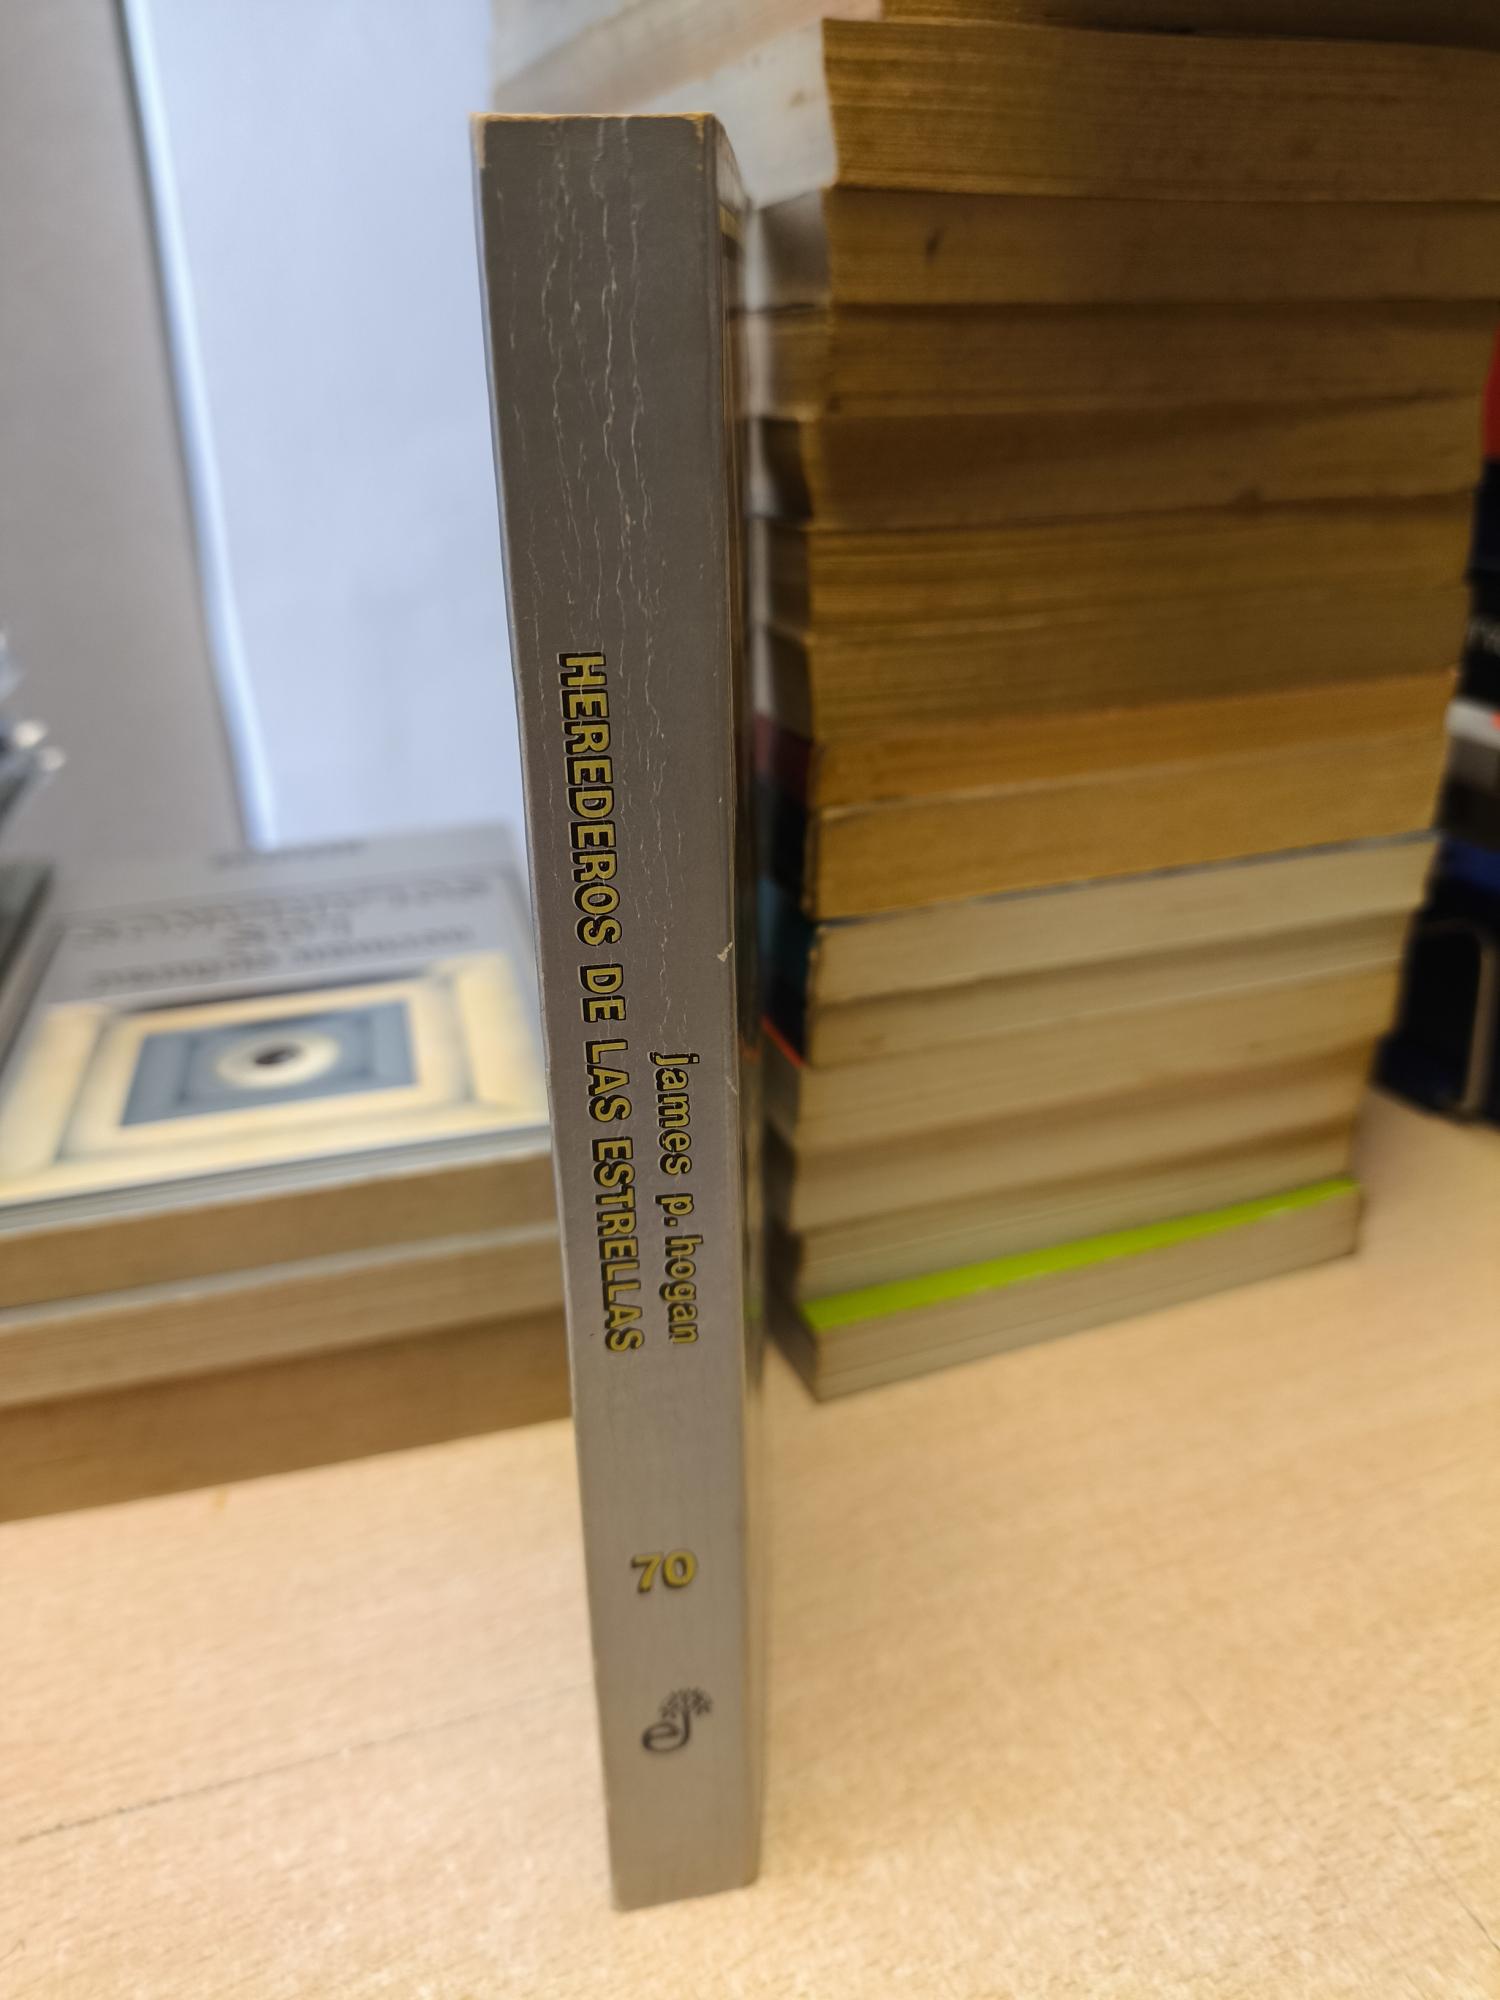 HEREDEROS DE LAS ESTRELLAS
james p. hogan
70
e